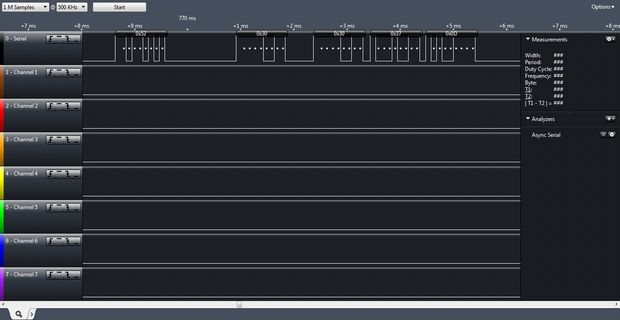 1 M Samples @ 500 KHz Start Options
770 ms
+7 ms +8 ms +9 ms +1 ms +2 ms +3 ms +4 ms +5 ms +6 ms +7 ms +8 ms
0 - Serial 0x52 0x30 0x30 0x37 0x0D
1 - Channel 1
2 - Channel 2
3 - Channel 3
4 - Channel 4
5 - Channel 5
6 - Channel 6
7 - Channel 7
Measurements
Width: ###
Period: ###
Duty Cycle: ###
Frequency: ###
Byte: ###
T1: ###
T2: ###
| T1 - T2 | = ###
Analyzers
Async Serial